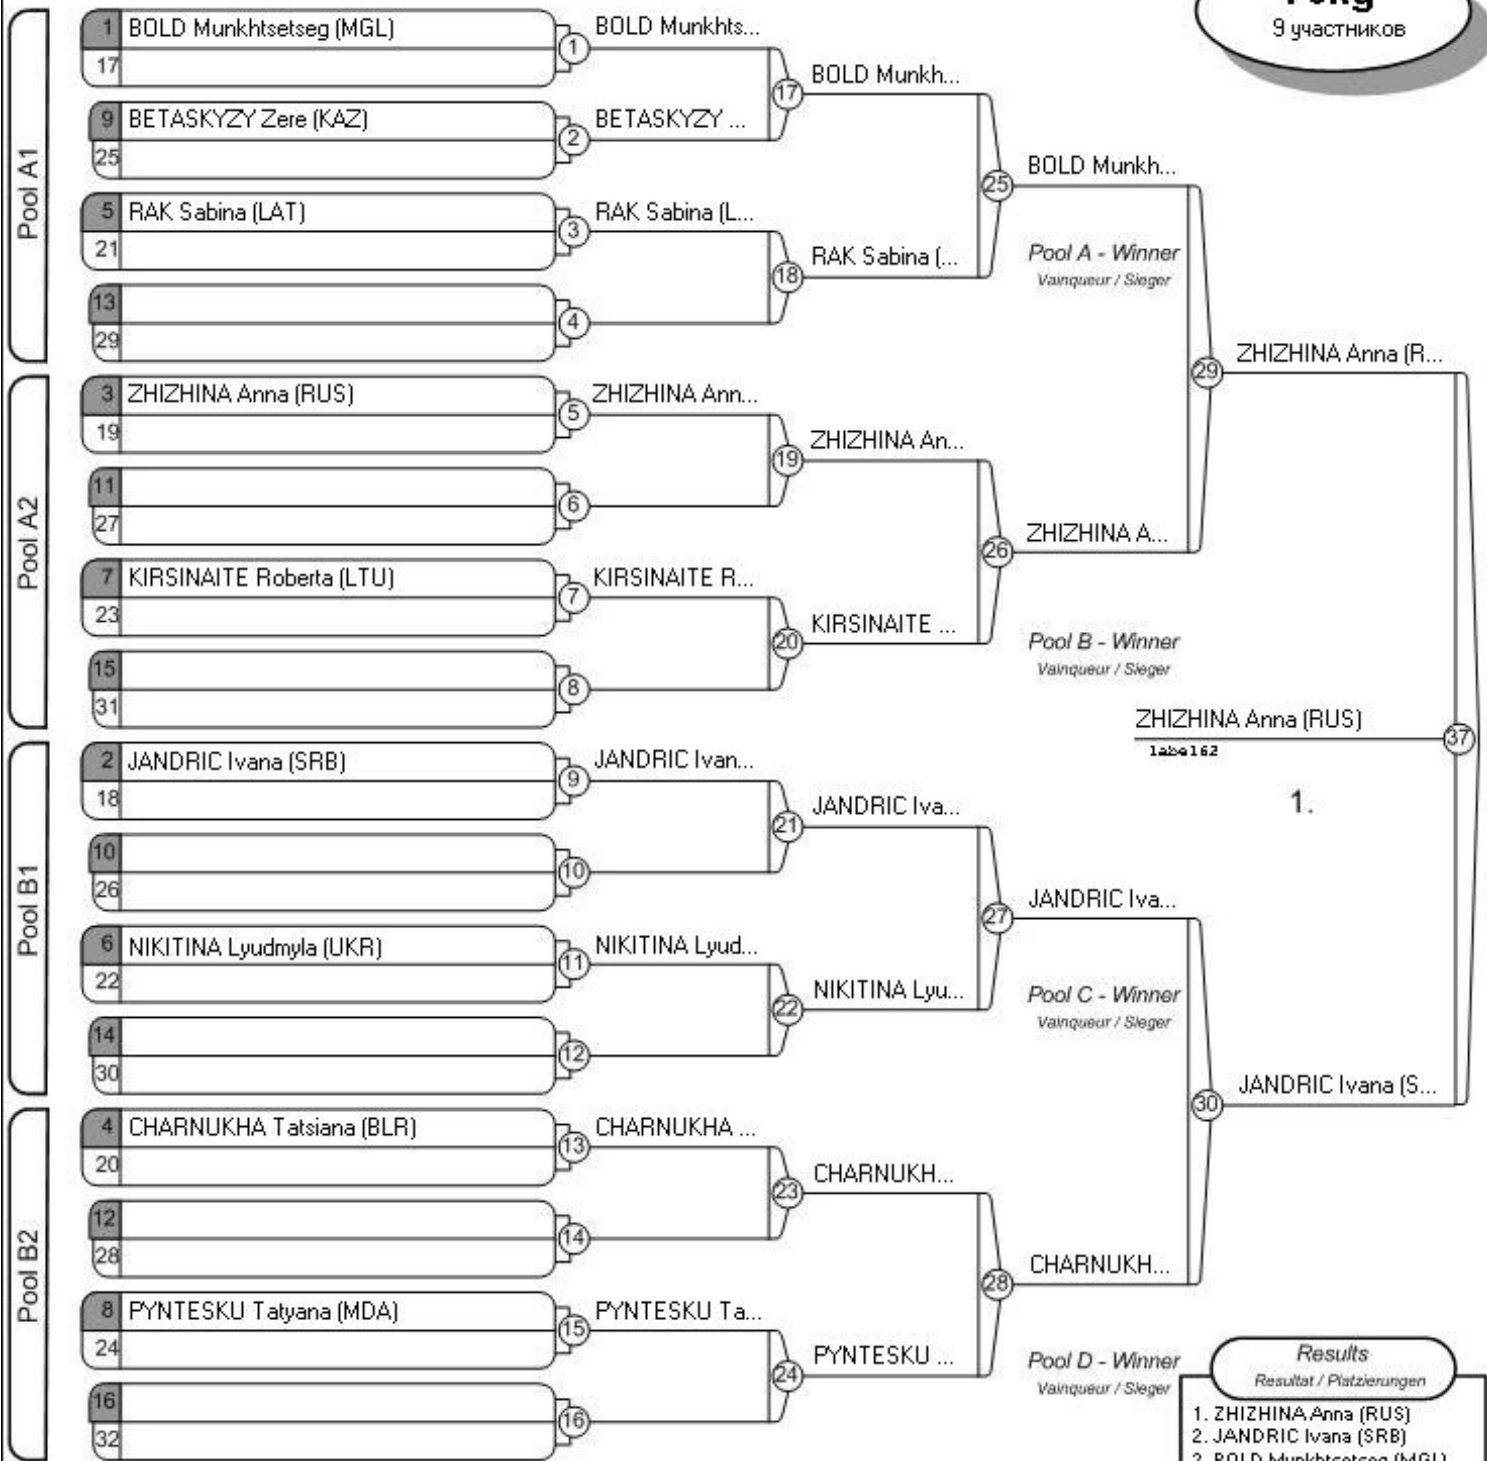 9 участников
Pool A1
1 BOLD Munkhtsetseg (MGL)
17
1
BOLD Munkhts...
9 BETASKYZY Zere (KAZ)
25
2
BETASKYZY ...
17
BOLD Munkh...
5 RAK Sabina (LAT)
21
3
RAK Sabina (L...
13
29
4
18
RAK Sabina (...
25
BOLD Munkh...
Pool A - Winner
Vainqueur / Sieger
Pool A2
3 ZHIZHINA Anna (RUS)
19
5
ZHIZHINA Ann...
11
27
6
19
ZHIZHINA An...
7 KIRSINAITE Roberta (LTU)
23
7
KIRSINAITE R...
15
31
8
20
KIRSINAITE ...
26
ZHIZHINA A...
Pool B - Winner
Vainqueur / Sieger
29
ZHIZHINA Anna (R...
ZHIZHINA Anna (RUS)
label62
37
1.
Pool B1
2 JANDRIC Ivana (SRB)
18
9
JANDRIC Ivan...
10
26
10
21
JANDRIC Iva...
6 NIKITINA Lyudmyla (UKR)
22
11
NIKITINA Lyud...
14
30
12
22
NIKITINA Lyu...
27
JANDRIC Iva...
Pool C - Winner
Vainqueur / Sieger
Pool B2
4 CHARNUKHA Tatsiana (BLR)
20
13
CHARNUKHA ...
12
28
14
23
CHARNUKH...
8 PYNTESKU Tatyana (MDA)
24
15
PYNTESKU Ta...
16
32
16
24
PYNTESKU ...
28
CHARNUKH...
Pool D - Winner
Vainqueur / Sieger
30
JANDRIC Ivana (S...
Results
Resultat / Platzierungen
1. ZHIZHINA Anna (RUS)
2. JANDRIC Ivana (SRB)
BOLD Munkhtsetseg (MGL)